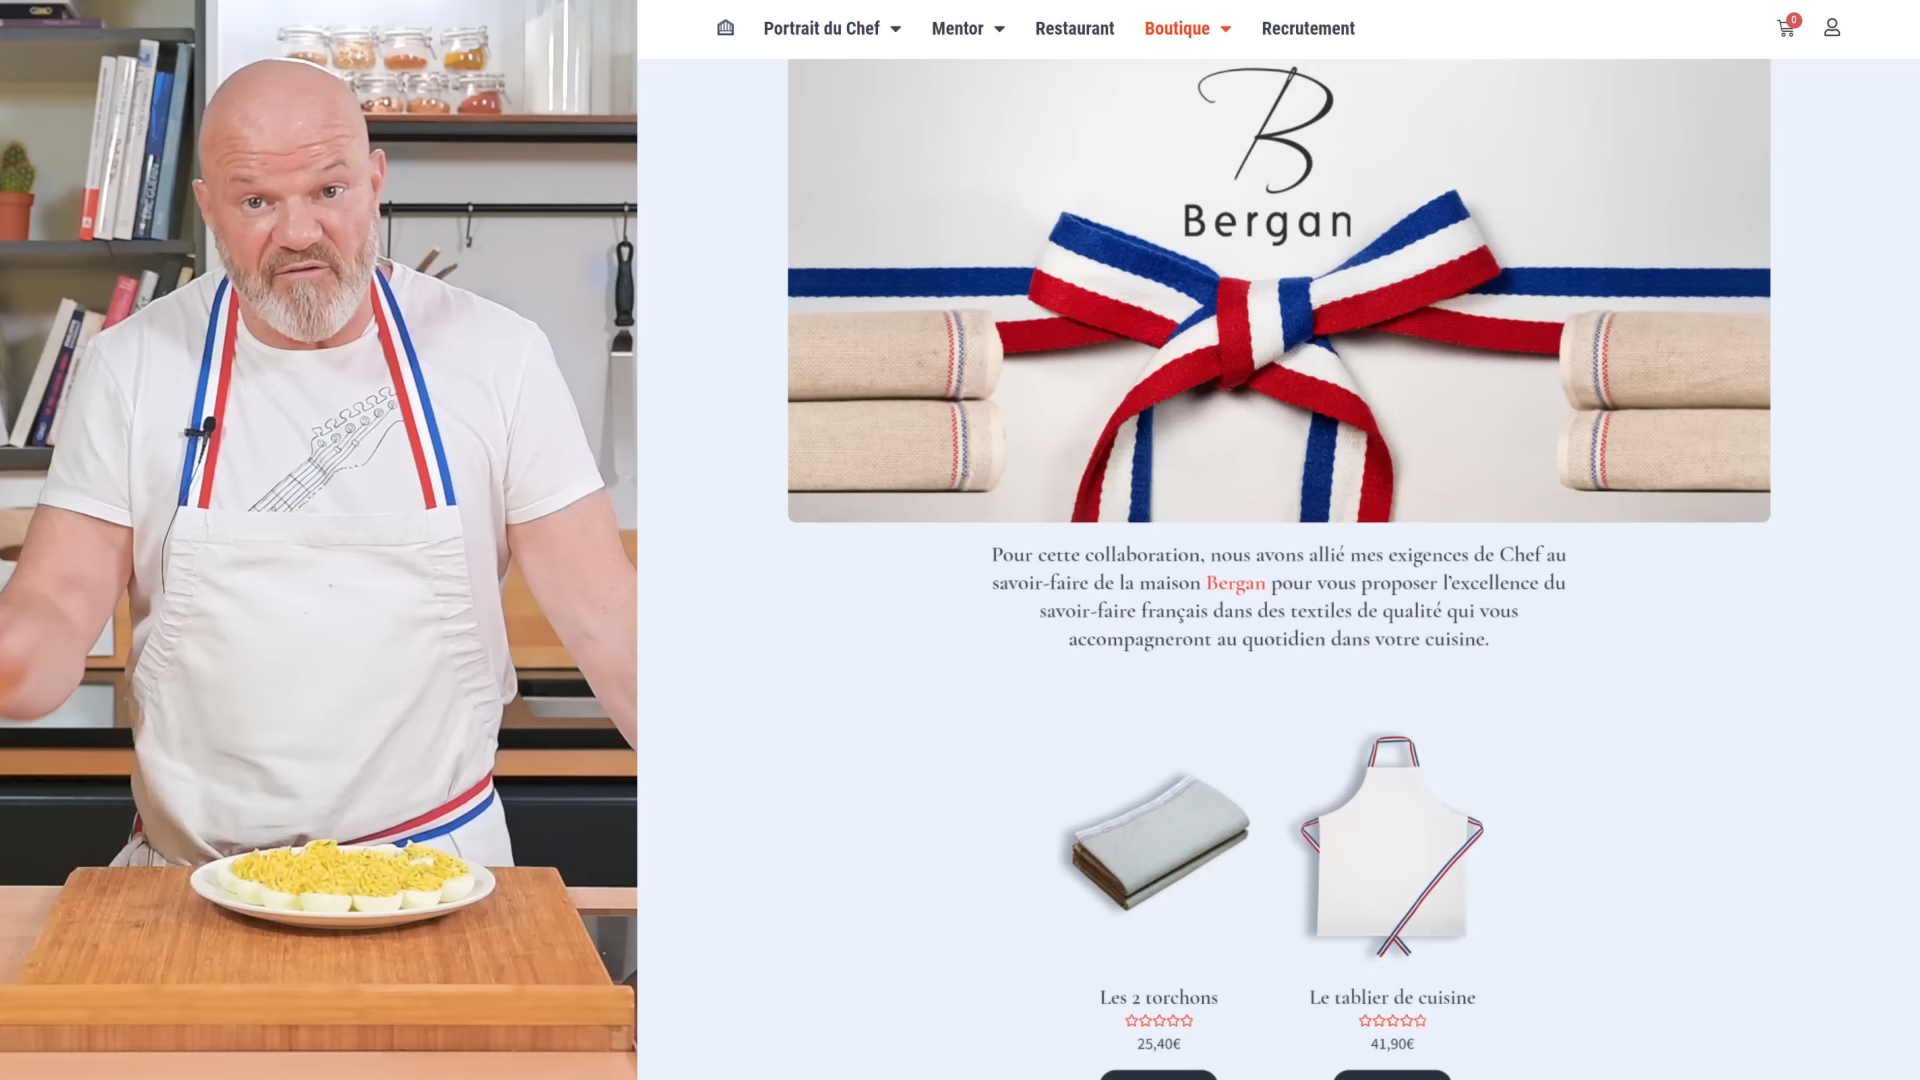 Portrait du Chef
Mentor
Restaurant
Boutique
Recrutement
0
B
Bergan
Pour cette collaboration, nous avons allié mes exigences de Chef au
savoir-faire de la maison Bergan pour vous proposer l'excellence du
savoir-faire français dans des textiles de qualité qui vous
accompagneront au quotidien dans votre cuisine.
Les 2 torchons
25,40€
Le tablier de cuisine
41,90€